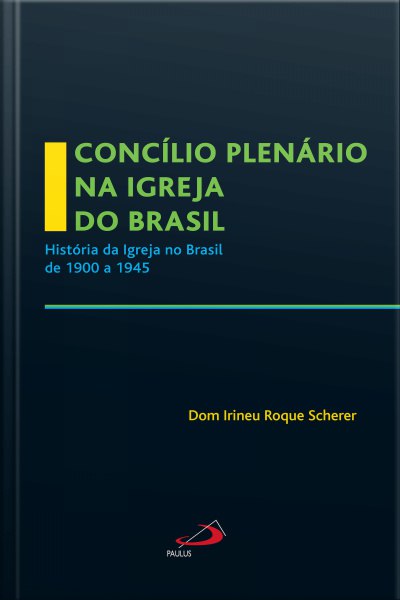 CONCÍLIO PLENÁRIO
NA IGREJA
DO BRASIL
História da Igreja no Brasil
de 1900 a 1945
Dom Irineu Roque Scherer
PAULUS